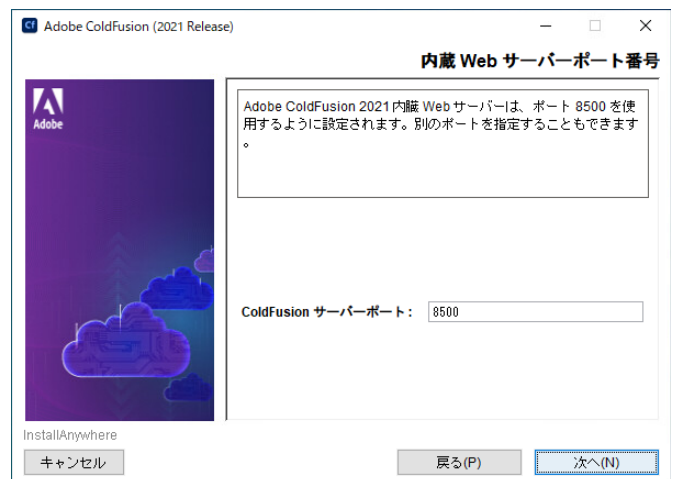 Cf Adobe ColdFusion (2021 Release)
内蔵 Web サーバーポート番号
Adobe
Adobe ColdFusion 2021 内臓 Web サーバーは、ポート 8500 を使
用するように設定されます。別のポートを指定することもできます
。
ColdFusion サーバーポート : 8500
InstallAnywhere
キャンセル 戻る(P) 次へ(N)